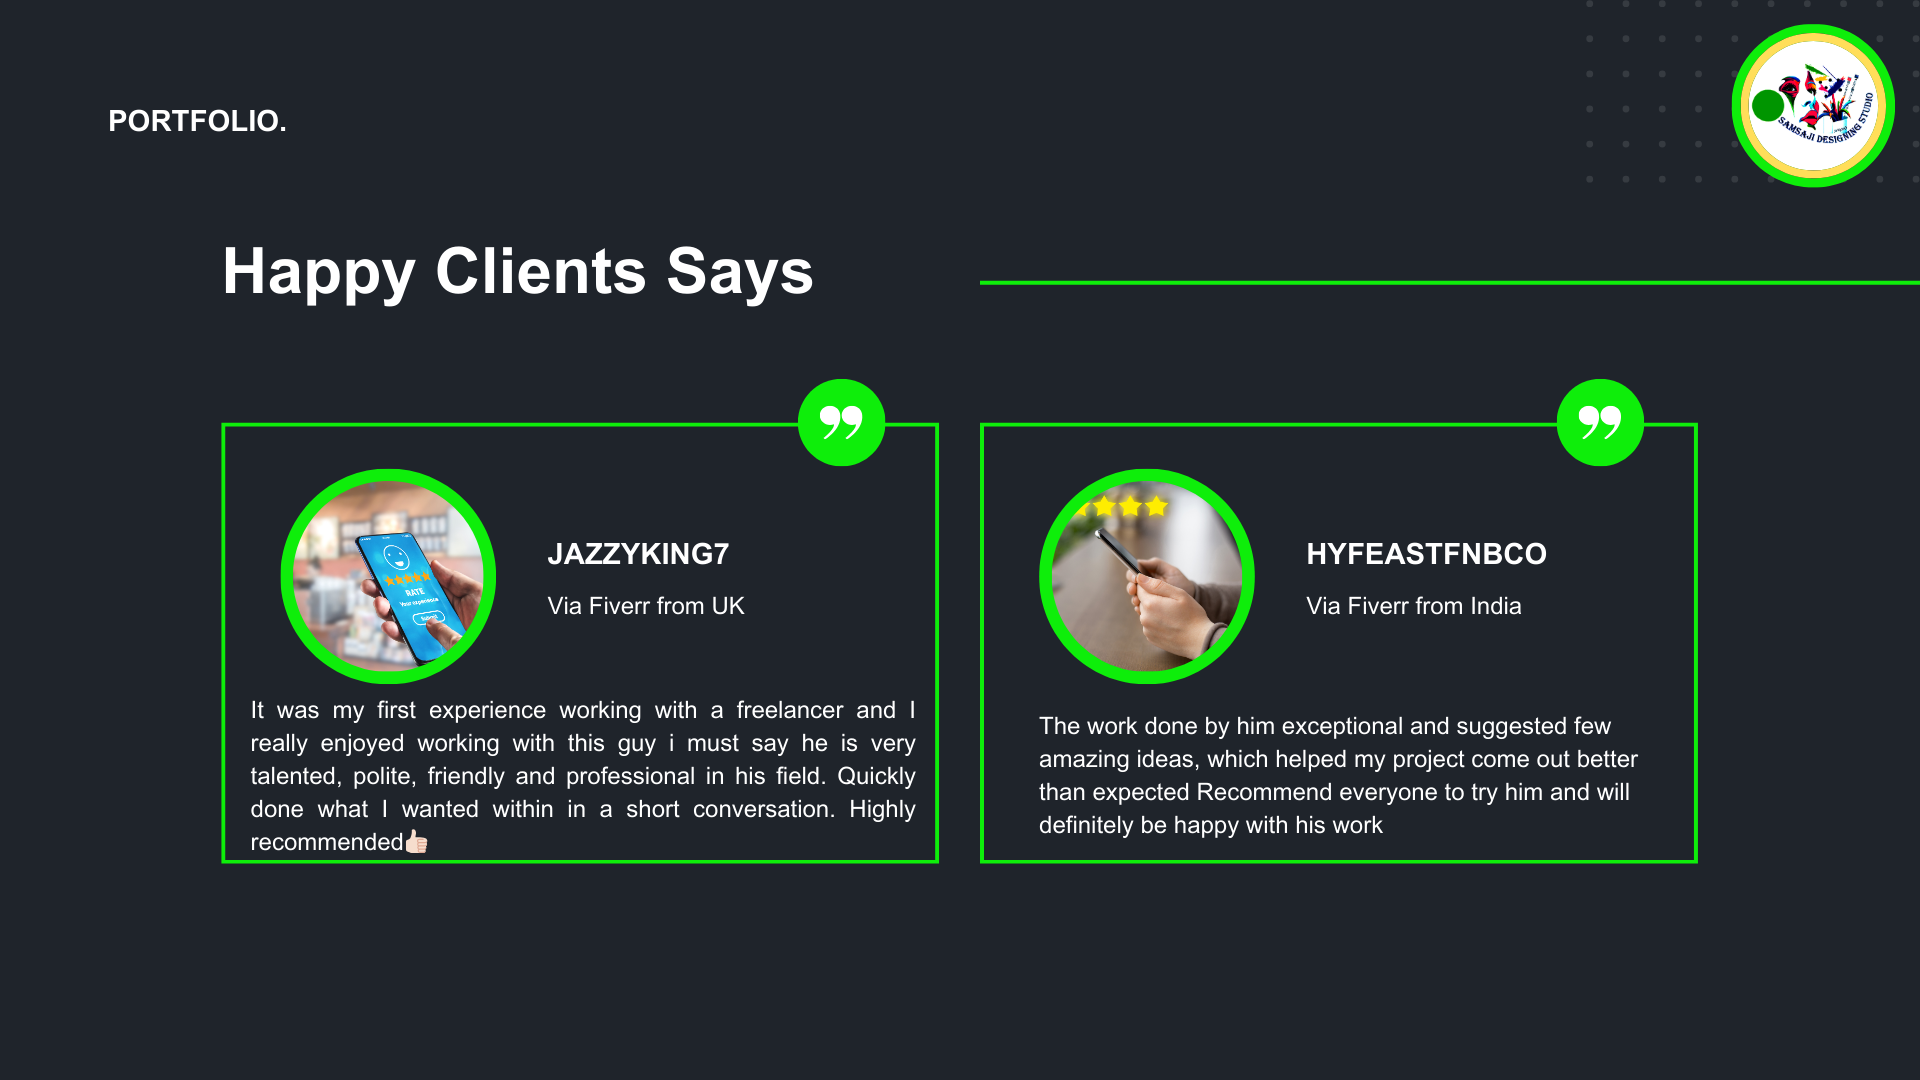 PORTFOLIO.
SAMSAJI DESIGNING STUDIO
Happy Clients Says
JAZZYKING7
Via Fiverr from UK
RATE
Your experience
Submit
It was my first experience working with a freelancer and I
really enjoyed working with this guy i must say he is very
talented, polite, friendly and professional in his field. Quickly
done what I wanted within in a short conversation. Highly
recommended👍🏻
HYFEASTFNBCO
Via Fiverr from India
The work done by him exceptional and suggested few
amazing ideas, which helped my project come out better
than expected Recommend everyone to try him and will
definitely be happy with his work